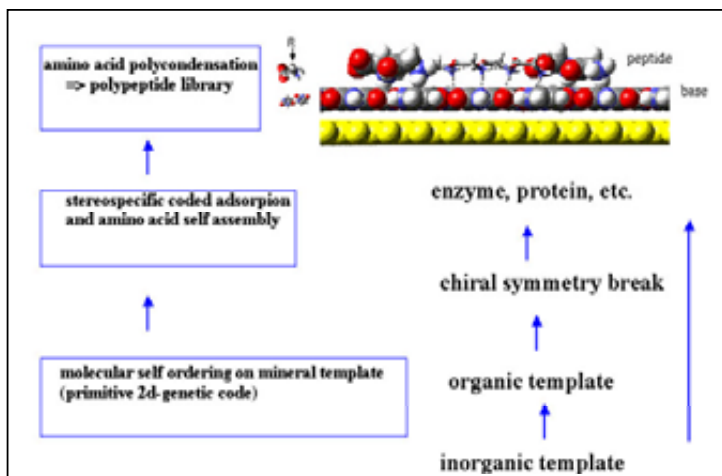 amino acid polycondensation
=> polypeptide library
R
peptide
base
stereospecific coded adsorpion
and amino acid self assembly
enzyme, protein, etc.
chiral symmetry break
molecular self ordering on mineral template
(primitive 2d- genetic code)
organic template
inorganic template